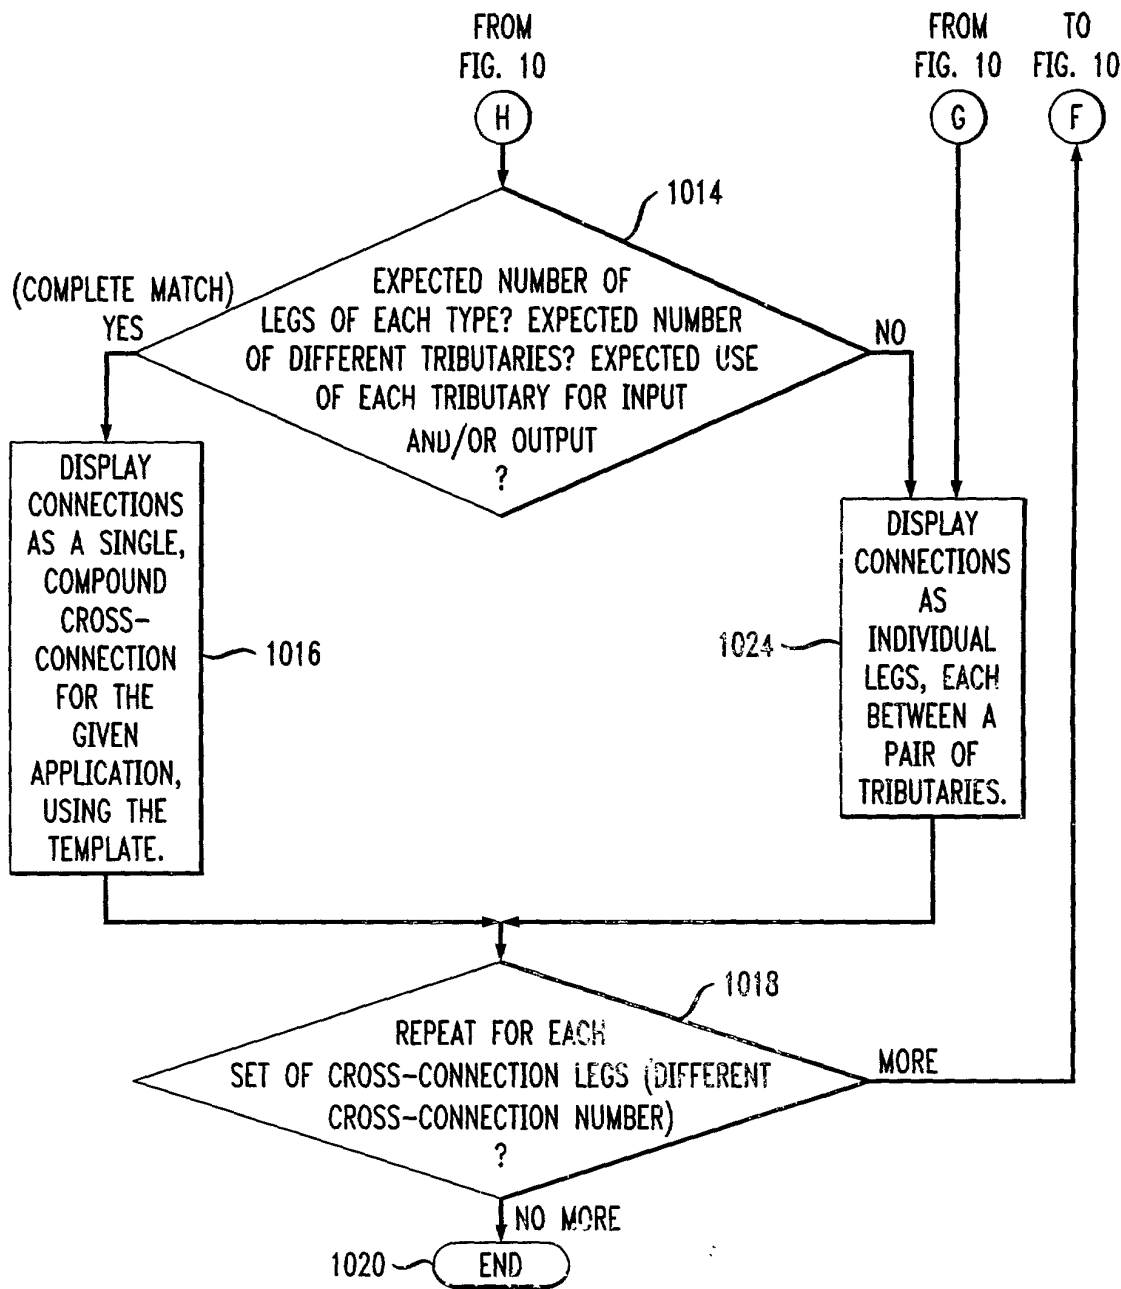 FROM
FIG. 10
H
FROM
FIG. 10
G
TO
FIG. 10
F
1014
EXPECTED NUMBER OF
LEGS OF EACH TYPE? EXPECTED NUMBER
OF DIFFERENT TRIBUTARIES? EXPECTED USE
OF EACH TRIBUTARY FOR INPUT
AND/OR OUTPUT
?
(COMPLETE MATCH)
YES
NO
DISPLAY
CONNECTIONS
AS A SINGLE,
COMPOUND
CROSS-
CONNECTION
FOR THE
GIVEN
APPLICATION,
USING THE
TEMPLATE.
1016
1024
DISPLAY
CONNECTIONS
AS
INDIVIDUAL
LEGS, EACH
BETWEEN A
PAIR OF
TRIBUTARIES.
1018
REPEAT FOR EACH
SET OF CROSS-CONNECTION LEGS (DIFFERENT
CROSS-CONNECTION NUMBER)
?
MORE
NO MORE
1020
END